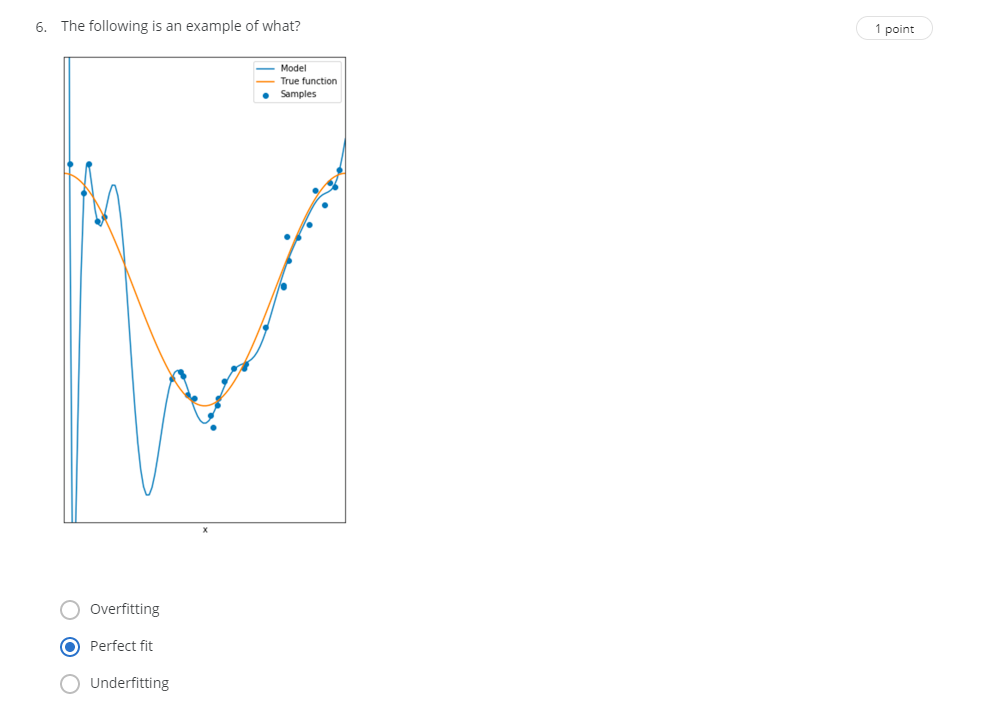 6. The following is an example of what?
1 point
Model
True function
Samples
x
Overfitting
Perfect fit
Underfitting